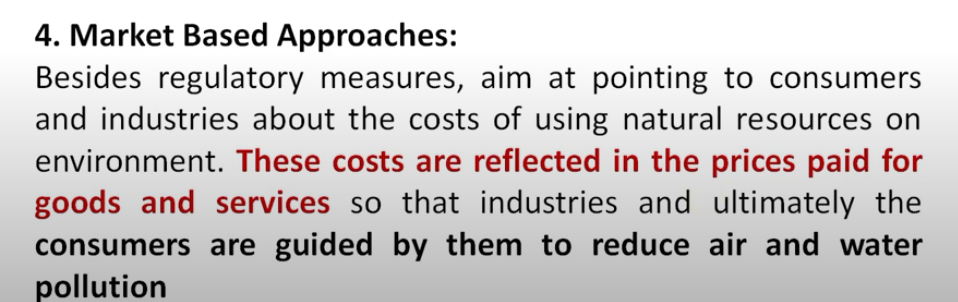 4. Market Based Approaches:
Besides regulatory measures, aim at pointing to consumers
and industries about the costs of using natural resources on
environment. These costs are reflected in the prices paid for
goods and services so that industries and ultimately the
consumers are guided by them to reduce air and water
pollution